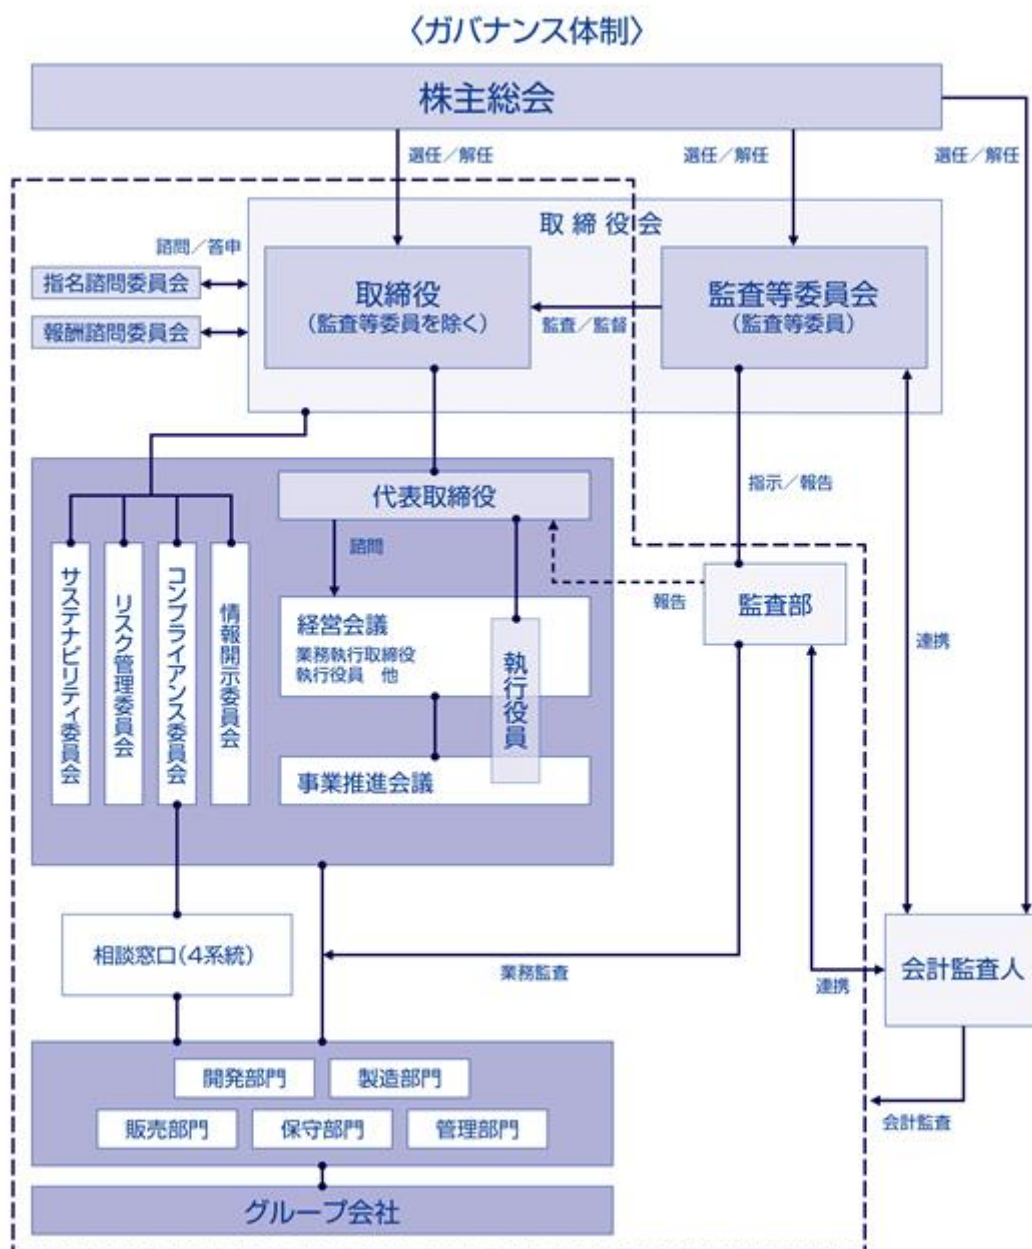 〈ガバナンス体制〉
株主総会
選任／解任
選任／解任
選任／解任
取締役会
諮問／答申
指名諮問委員会
報酬諮問委員会
取締役
（監査等委員を除く）
監査／監督
監査等委員会
（監査等委員）
代表取締役
指示／報告
諮問
報告
監査部
サステナビリティ委員会
リスク管理委員会
コンプライアンス委員会
情報開示委員会
経営会議
業務執行取締役
執行役員　他
執行役員
事業推進会議
連携
相談窓口（4系統）
業務監査
連携
会計監査人
会計監査
開発部門
製造部門
販売部門
保守部門
管理部門
グループ会社